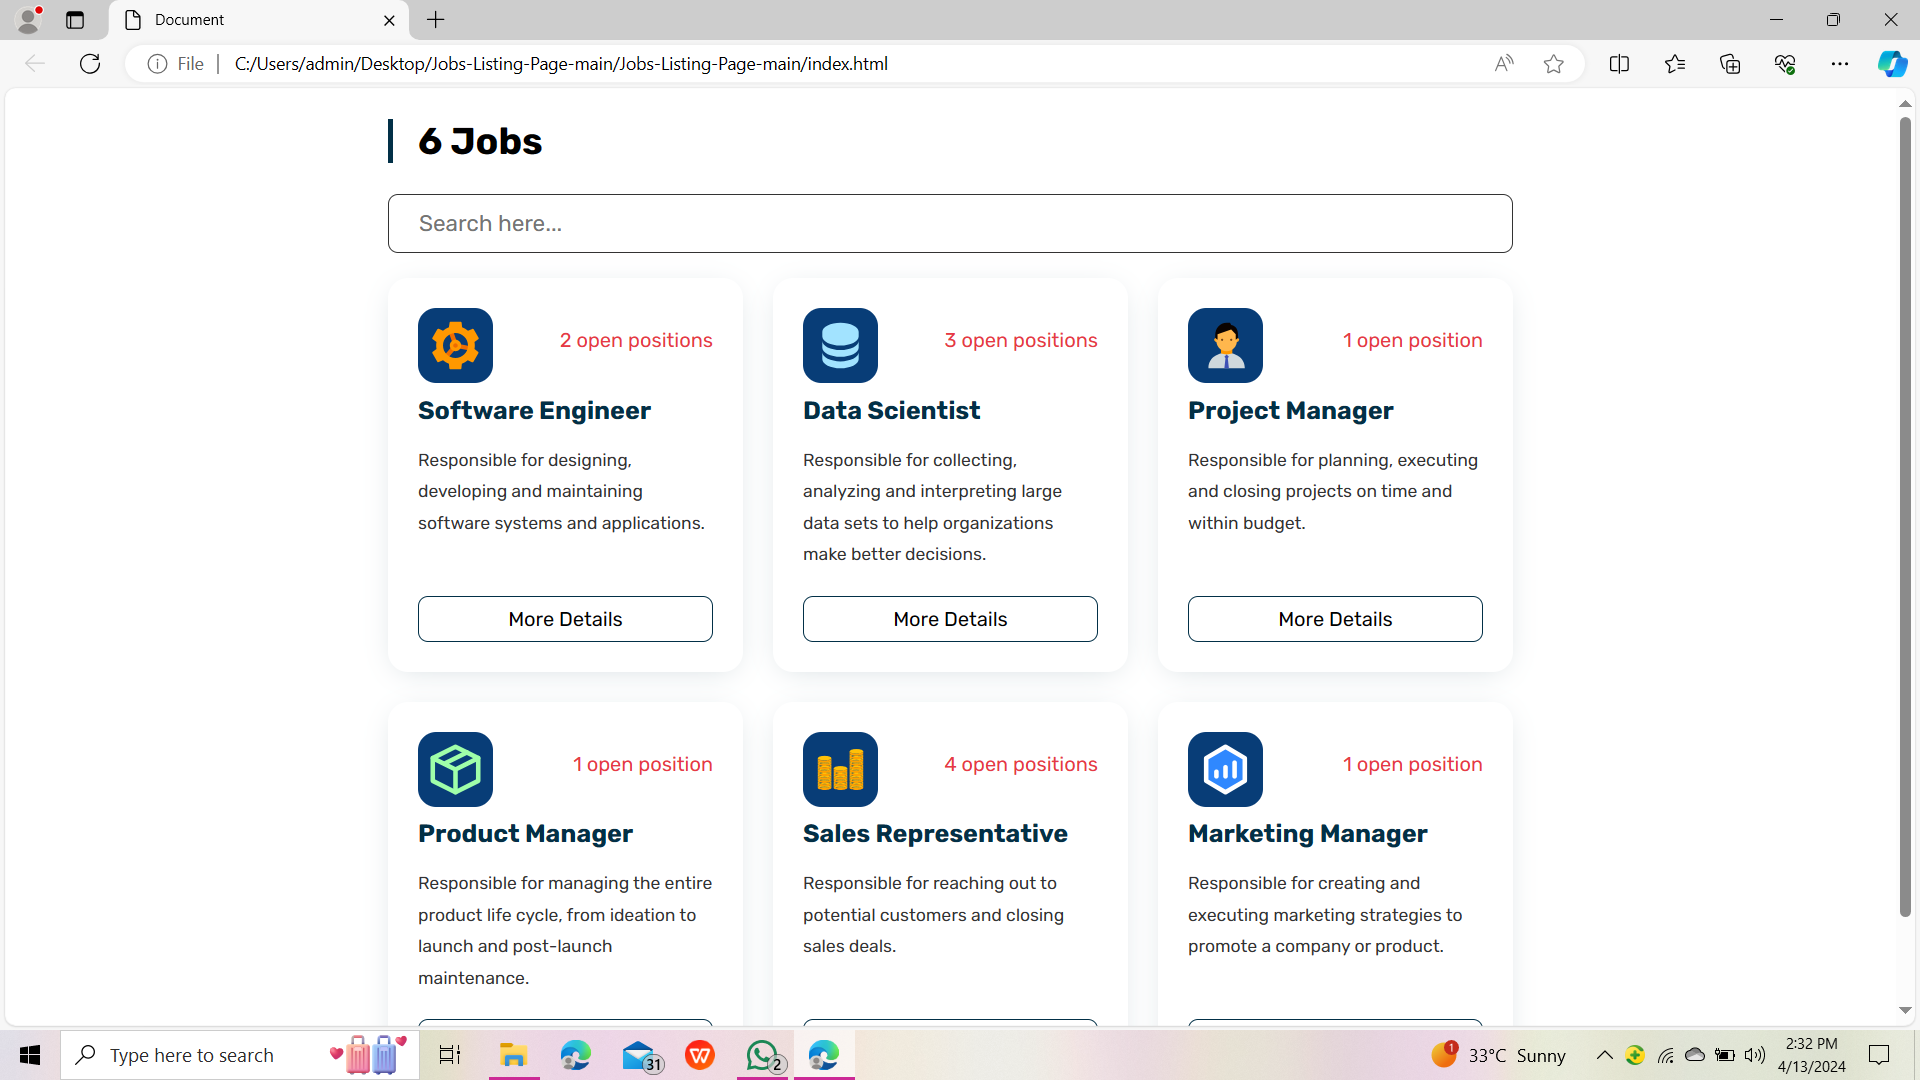 Document
File
C:/Users/admin/Desktop/Jobs-Listing-Page-main/Jobs-Listing-Page-main/index.html
6 Jobs
Search here...
2 open positions
Software Engineer
Responsible for designing,
developing and maintaining
software systems and applications.
More Details
3 open positions
Data Scientist
Responsible for collecting,
analyzing and interpreting large
data sets to help organizations
make better decisions.
More Details
1 open position
Project Manager
Responsible for planning, executing
and closing projects on time and
within budget.
More Details
1 open position
Product Manager
Responsible for managing the entire
product life cycle, from ideation to
launch and post-launch
maintenance.
4 open positions
Sales Representative
Responsible for reaching out to
potential customers and closing
sales deals.
1 open position
Marketing Manager
Responsible for creating and
executing marketing strategies to
promote a company or product.
Type here to search
31
2
1
33°C Sunny
2:32 PM
4/13/2024